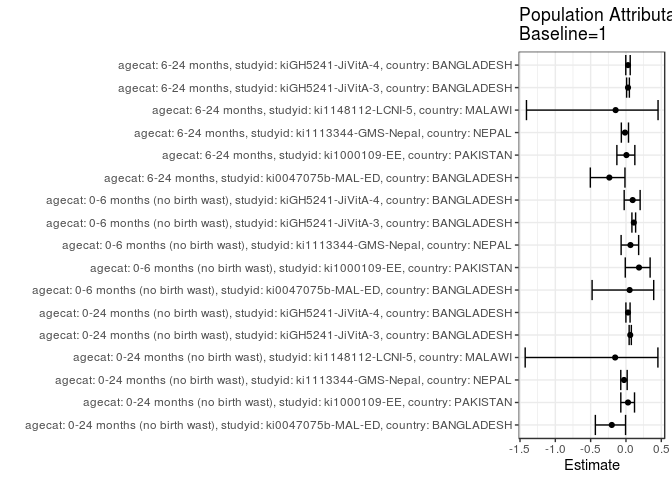 Population Attributa
Baseline=1
agecat: 6-24 months, studyid: kiGH5241-JiVitA-4, country: BANGLADESH
agecat: 6-24 months, studyid: kiGH5241-JiVitA-3, country: BANGLADESH
agecat: 6-24 months, studyid: ki1148112-LCNI-5, country: MALAWI
agecat: 6-24 months, studyid: ki1113344-GMS-Nepal, country: NEPAL
agecat: 6-24 months, studyid: ki1000109-EE, country: PAKISTAN
agecat: 6-24 months, studyid: ki0047075b-MAL-ED, country: BANGLADESH
agecat: 0-6 months (no birth wast), studyid: kiGH5241-JiVitA-4, country: BANGLADESH
agecat: 0-6 months (no birth wast), studyid: kiGH5241-JiVitA-3, country: BANGLADESH
agecat: 0-6 months (no birth wast), studyid: ki1113344-GMS-Nepal, country: NEPAL
agecat: 0-6 months (no birth wast), studyid: ki1000109-EE, country: PAKISTAN
agecat: 0-6 months (no birth wast), studyid: ki0047075b-MAL-ED, country: BANGLADESH
agecat: 0-24 months (no birth wast), studyid: kiGH5241-JiVitA-4, country: BANGLADESH
agecat: 0-24 months (no birth wast), studyid: kiGH5241-JiVitA-3, country: BANGLADESH
agecat: 0-24 months (no birth wast), studyid: ki1148112-LCNI-5, country: MALAWI
agecat: 0-24 months (no birth wast), studyid: ki1113344-GMS-Nepal, country: NEPAL
agecat: 0-24 months (no birth wast), studyid: ki1000109-EE, country: PAKISTAN
agecat: 0-24 months (no birth wast), studyid: ki0047075b-MAL-ED, country: BANGLADESH
-1.5 -1.0 -0.5 0.0 0.5
Estimate